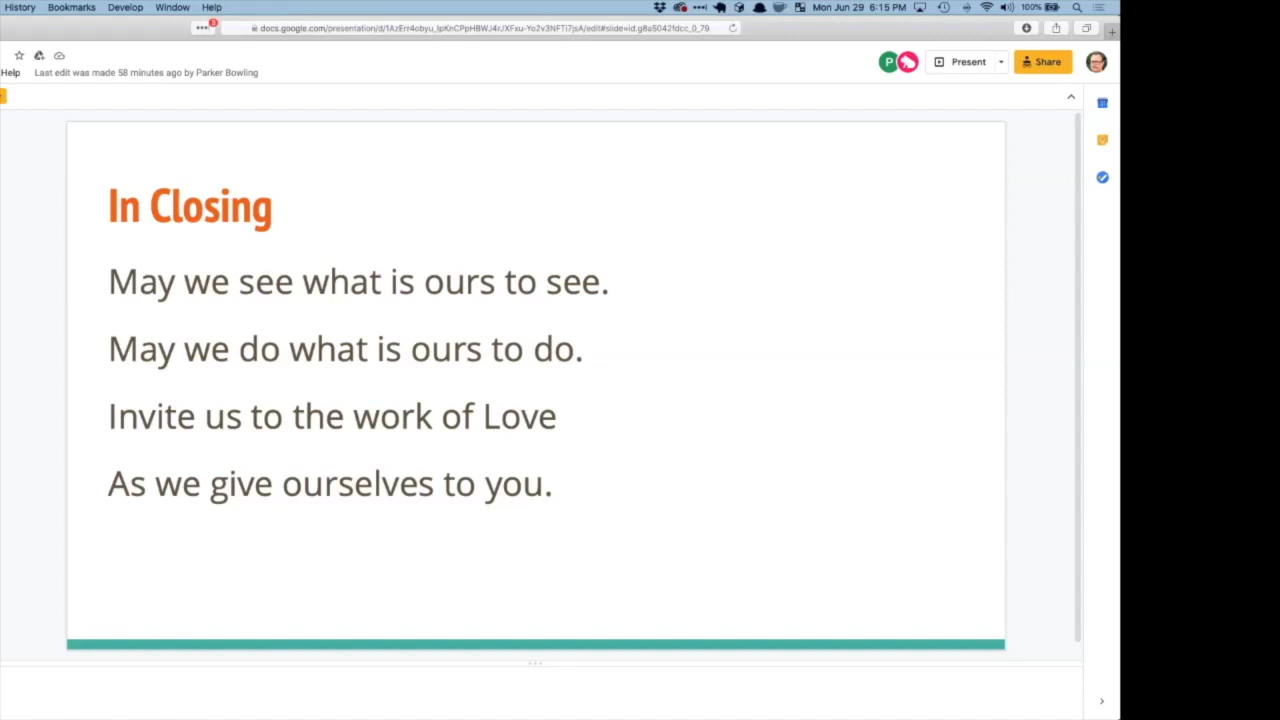 History Bookmarks Develop Window Help Mon Jun 29 6:15 PM 100%
3
Help Last edit was made 58 minutes ago by Parker Bowling P Present Share
In Closing
May we see what is ours to see.
May we do what is ours to do.
Invite us to the work of Love
As we give ourselves to you.